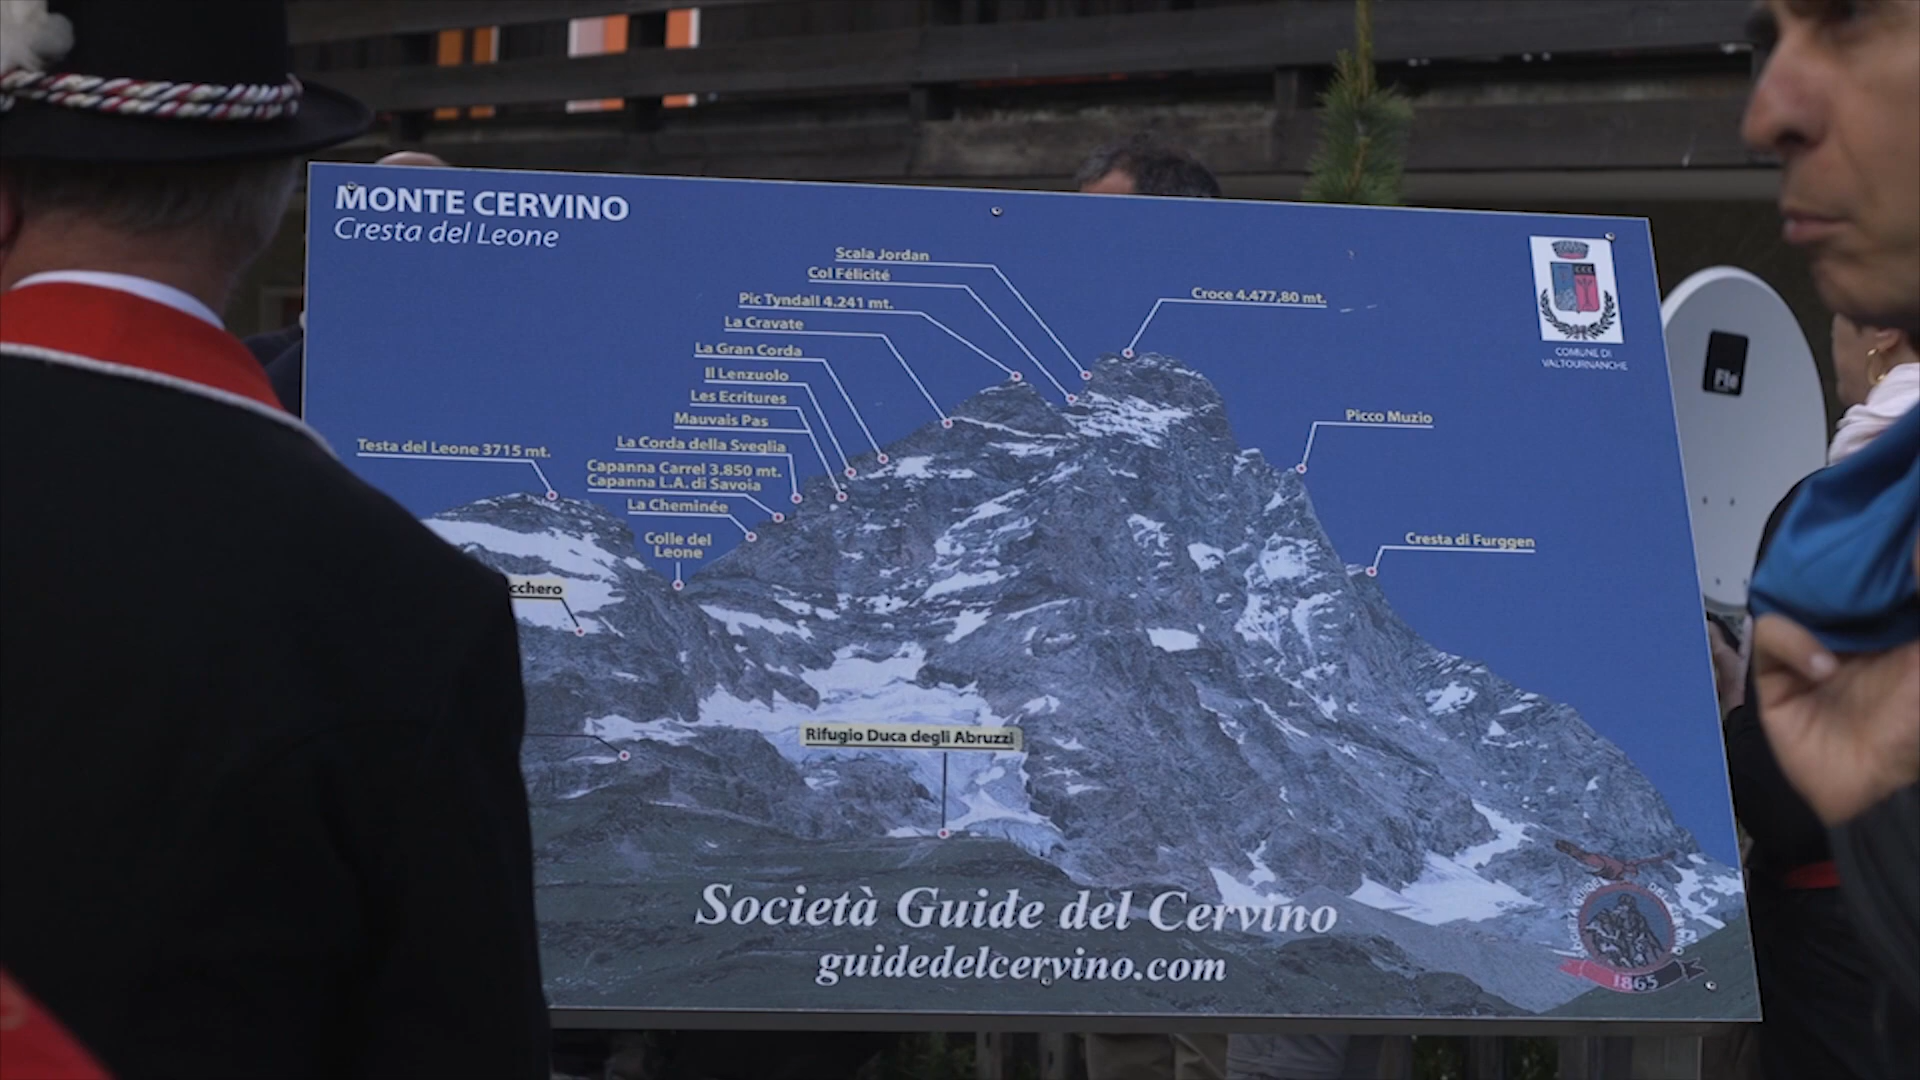 MONTE CERVINO
Cresta del Leone
Scala Jordan
Col Félicité
Pic Tyndall 4.241 mt.
La Cravate
La Gran Corda
Il Lenzuolo
Les Ecritures
Mauvais Pas
La Corda della Sveglia
Capanna Carrel 3.850 mt.
Capanna L.A. di Savoia
La Cheminée
Colle del
Leone
Testa del Leone 3715 mt.
cchero
Croce 4.477,80 mt.
Picco Muzio
Cresta di Furggen
COMUNE DI
VALTOURNANCHE
Rifugio Duca degli Abruzzi
Società Guide del Cervino
guidedelcervino.com
1865